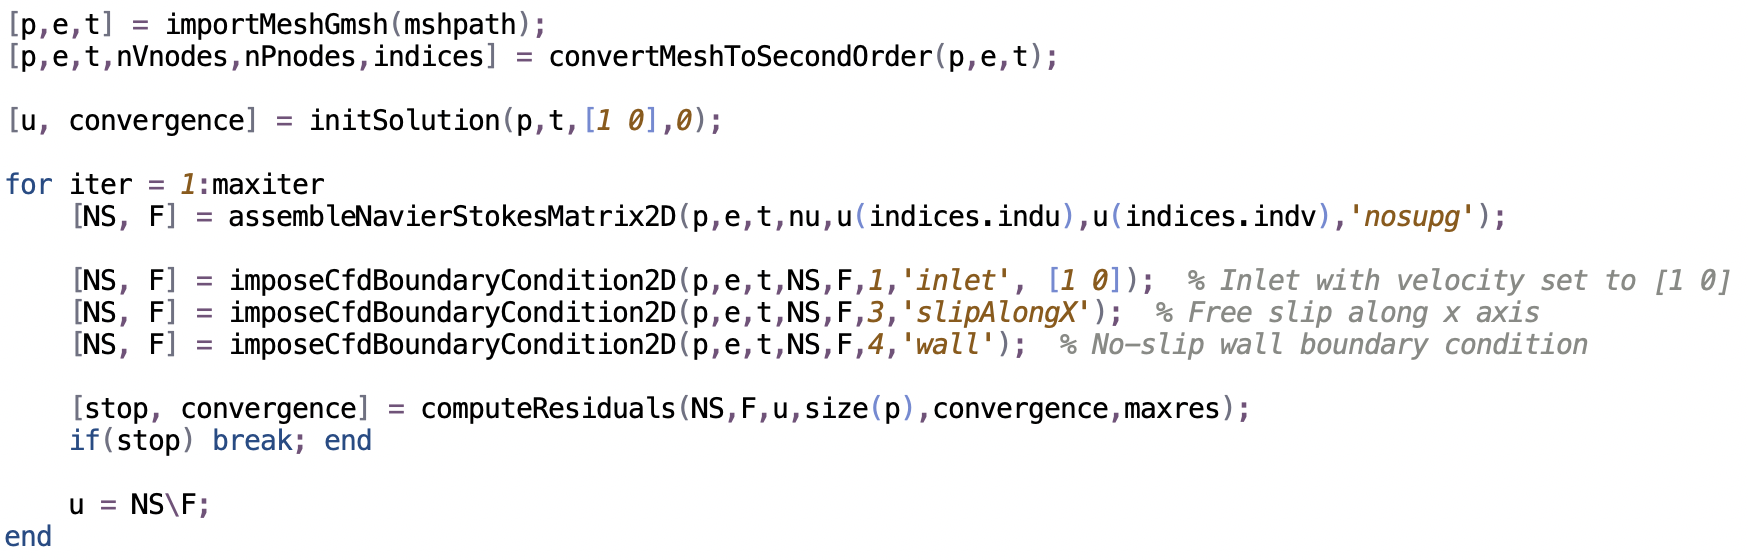 [p,e,t] = importMeshGmsh(mshpath);
[p,e,t,nVnodes,nPnodes,indices] = convertMeshToSecondOrder(p,e,t);
[u, convergence] = initSolution(p,t,[1 0],0);
for iter = 1:maxiter
    [NS, F] = assembleNavierStokesMatrix2D(p,e,t,nu,u(indices.indu),u(indices.indv),'nosupg');
    [NS, F] = imposeCfdBoundaryCondition2D(p,e,t,NS,F,1,'inlet', [1 0]);  % Inlet with velocity set to [1 0]
    [NS, F] = imposeCfdBoundaryCondition2D(p,e,t,NS,F,3,'slipAlongX');  % Free slip along x axis
    [NS, F] = imposeCfdBoundaryCondition2D(p,e,t,NS,F,4,'wall');  % No-slip wall boundary condition
    [stop, convergence] = computeResiduals(NS,F,u,size(p),convergence,maxres);
    if(stop) break; end
    u = NS\F;
end